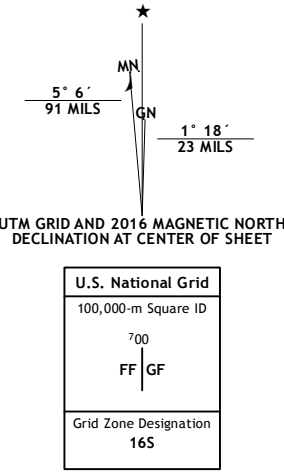 ★
MN
5° 6´
91 MILS
GN
1° 18´
23 MILS
UTM GRID AND 2016 MAGNETIC NORTH
DECLINATION AT CENTER OF SHEET
U.S. National Grid
100,000-m Square ID
⁷00
FF GF
Grid Zone Designation
16S